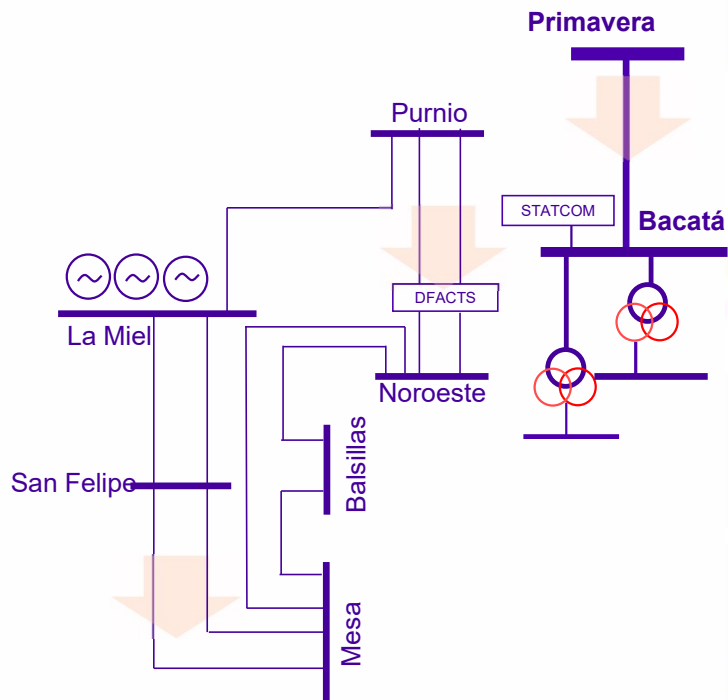 Primavera
Purnio
STATCOM
Bacatá
DFACTS
La Miel
Noroeste
Balsillas
San Felipe
Mesa